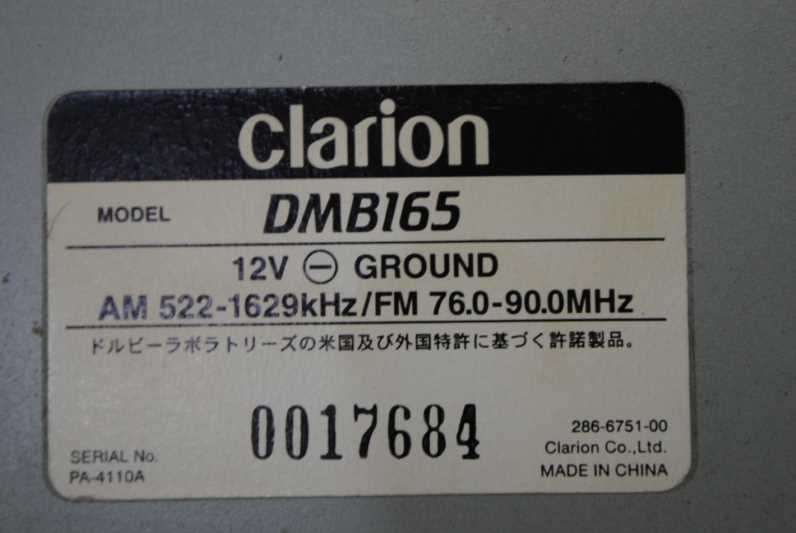 clarion
MODEL DMB165
12V ⊖ GROUND
AM 522-1629kHz/FM 76.0-90.0MHz
ドルビーラボラトリーズの米国及び外国特許に基づく許諾製品。
0017684
SERIAL No.
PA-4110A
286-6751-00
Clarion Co.,Ltd.
MADE IN CHINA